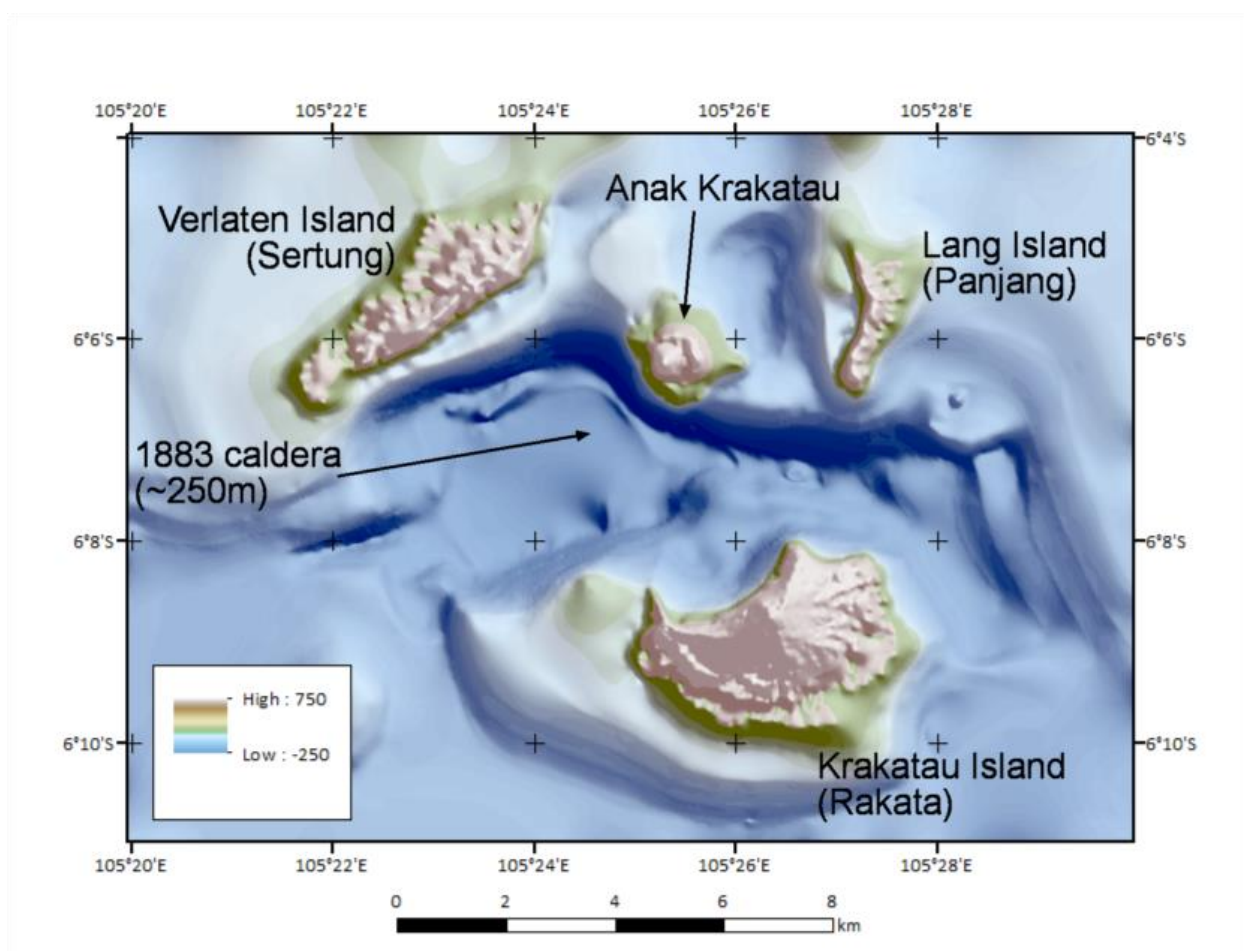 105°20'E 105°22'E 105°24'E 105°26'E 105°28'E
6°4'S
Anak Krakatau
Verlaten Island
(Sertung)
Lang Island
(Panjang)
6°6'S 6°6'S
1883 caldera
(~250m)
6°8'S 6°8'S
High : 750
Low : -250
6°10'S 6°10'S
Krakatau Island
(Rakata)
105°20'E 105°22'E 105°24'E 105°26'E 105°28'E
0 2 4 6 8
km